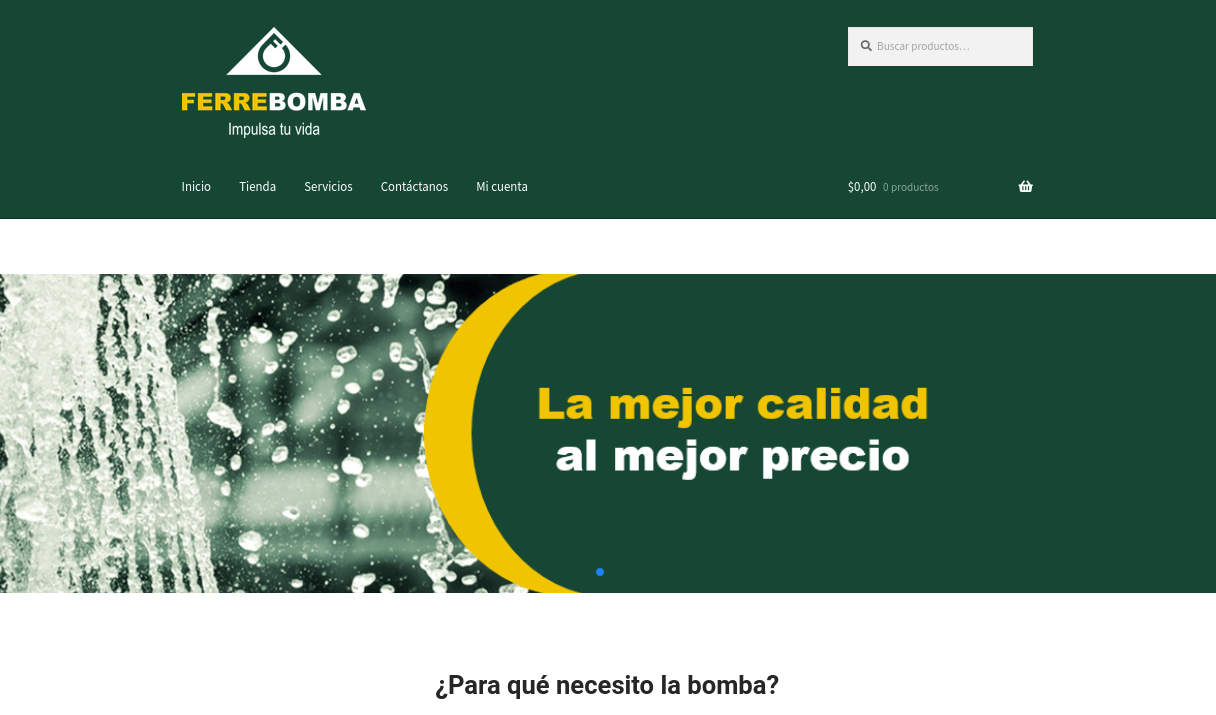 Buscar productos…
FERREBOMBA
Impulsa tu vida
Inicio Tienda Servicios Contáctanos Mi cuenta $0,00 0 productos
La mejor calidad
al mejor precio
¿Para qué necesito la bomba?